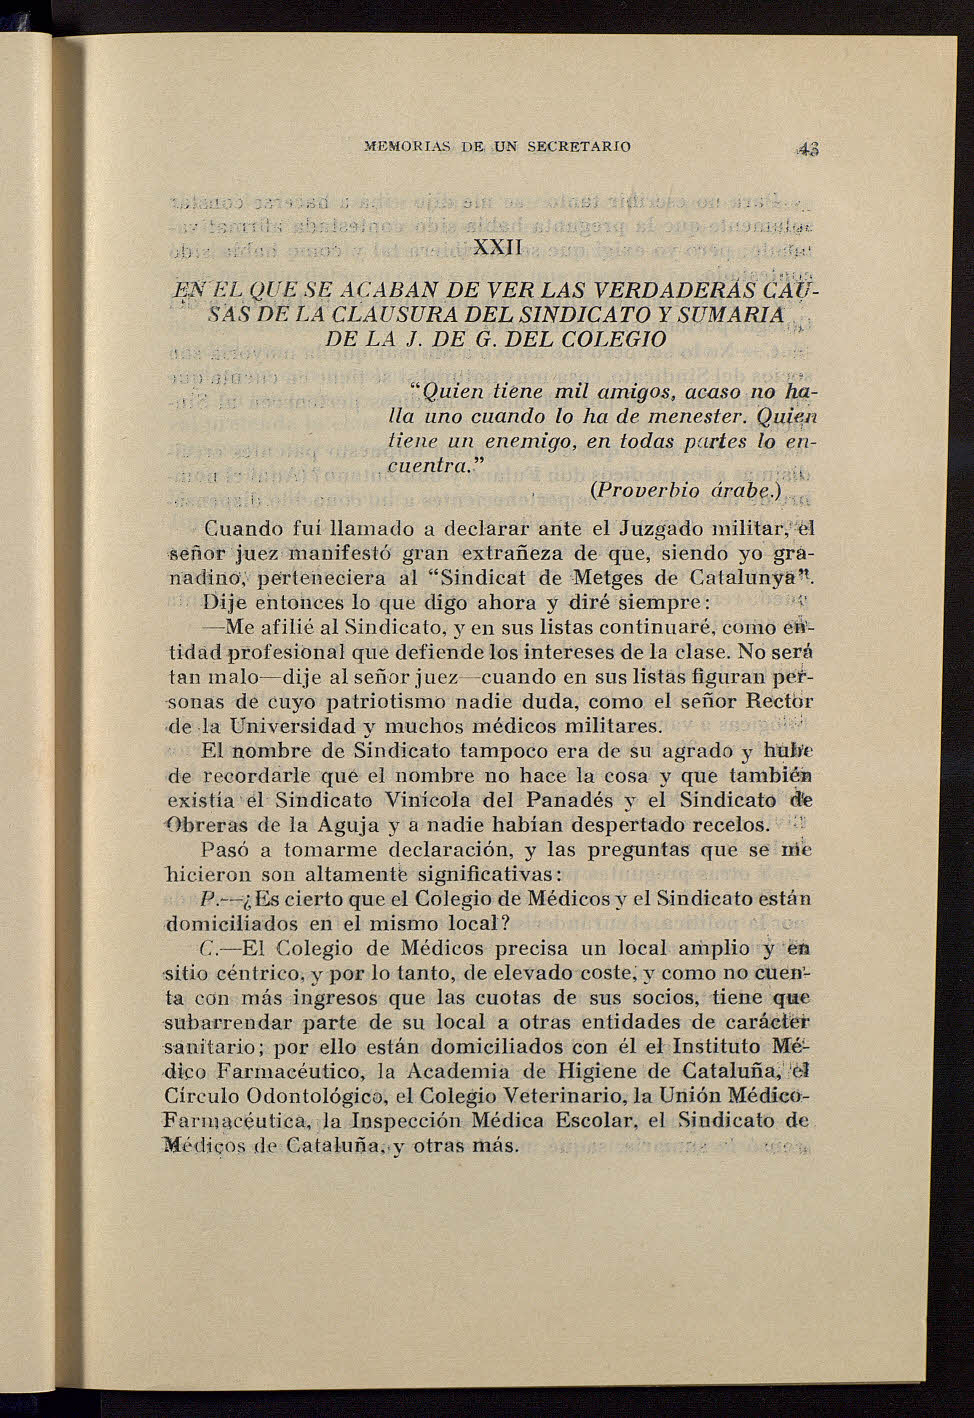 MEMORIAS DE UN SECRETARIO 43
XXII
EN EL QUE SE ACABAN DE VER LAS VERDADERAS CAU-
SAS DE LA CLAUSURA DEL SINDICATO Y SUMARIA
DE LA J. DE G. DEL COLEGIO
“Quien tiene mil amigos, acaso no ha-
lla uno cuando lo ha de menester. Quien
tiene un enemigo, en todas partes lo en-
cuentra.”
(Proverbio árabe.)
Cuando fuí llamado a declarar ante el Juzgado militar, el
señor juez manifestó gran extrañeza de que, siendo yo gra-
nadino, perteneciera al “Sindicat de Metges de Catalunya”.
Dije entonces lo que digo ahora y diré siempre:
—Me afilié al Sindicato, y en sus listas continuaré, como en-
tidad profesional que defiende los intereses de la clase. No será
tan malo—dije al señor juez—cuando en sus listas figuran per-
sonas de cuyo patriotismo nadie duda, como el señor Rector
de la Universidad y muchos médicos militares.
El nombre de Sindicato tampoco era de su agrado y hube
de recordarle que el nombre no hace la cosa y que también
existía el Sindicato Vinícola del Panadés y el Sindicato de
Obreras de la Aguja y a nadie habían despertado recelos.
Pasó a tomarme declaración, y las preguntas que se me
hicieron son altamente significativas:
P.—¿Es cierto que el Colegio de Médicos y el Sindicato están
domiciliados en el mismo local?
C.—El Colegio de Médicos precisa un local amplio y en
sitio céntrico, y por lo tanto, de elevado coste, y como no cuen-
ta con más ingresos que las cuotas de sus socios, tiene que
subarrendar parte de su local a otras entidades de carácter
sanitario; por ello están domiciliados con él el Instituto Mé-
dico Farmacéutico, la Academia de Higiene de Cataluña, el
Círculo Odontológico, el Colegio Veterinario, la Unión Médico-
Farmacéutica, la Inspección Médica Escolar, el Sindicato de
Médicos de Cataluña, y otras más.